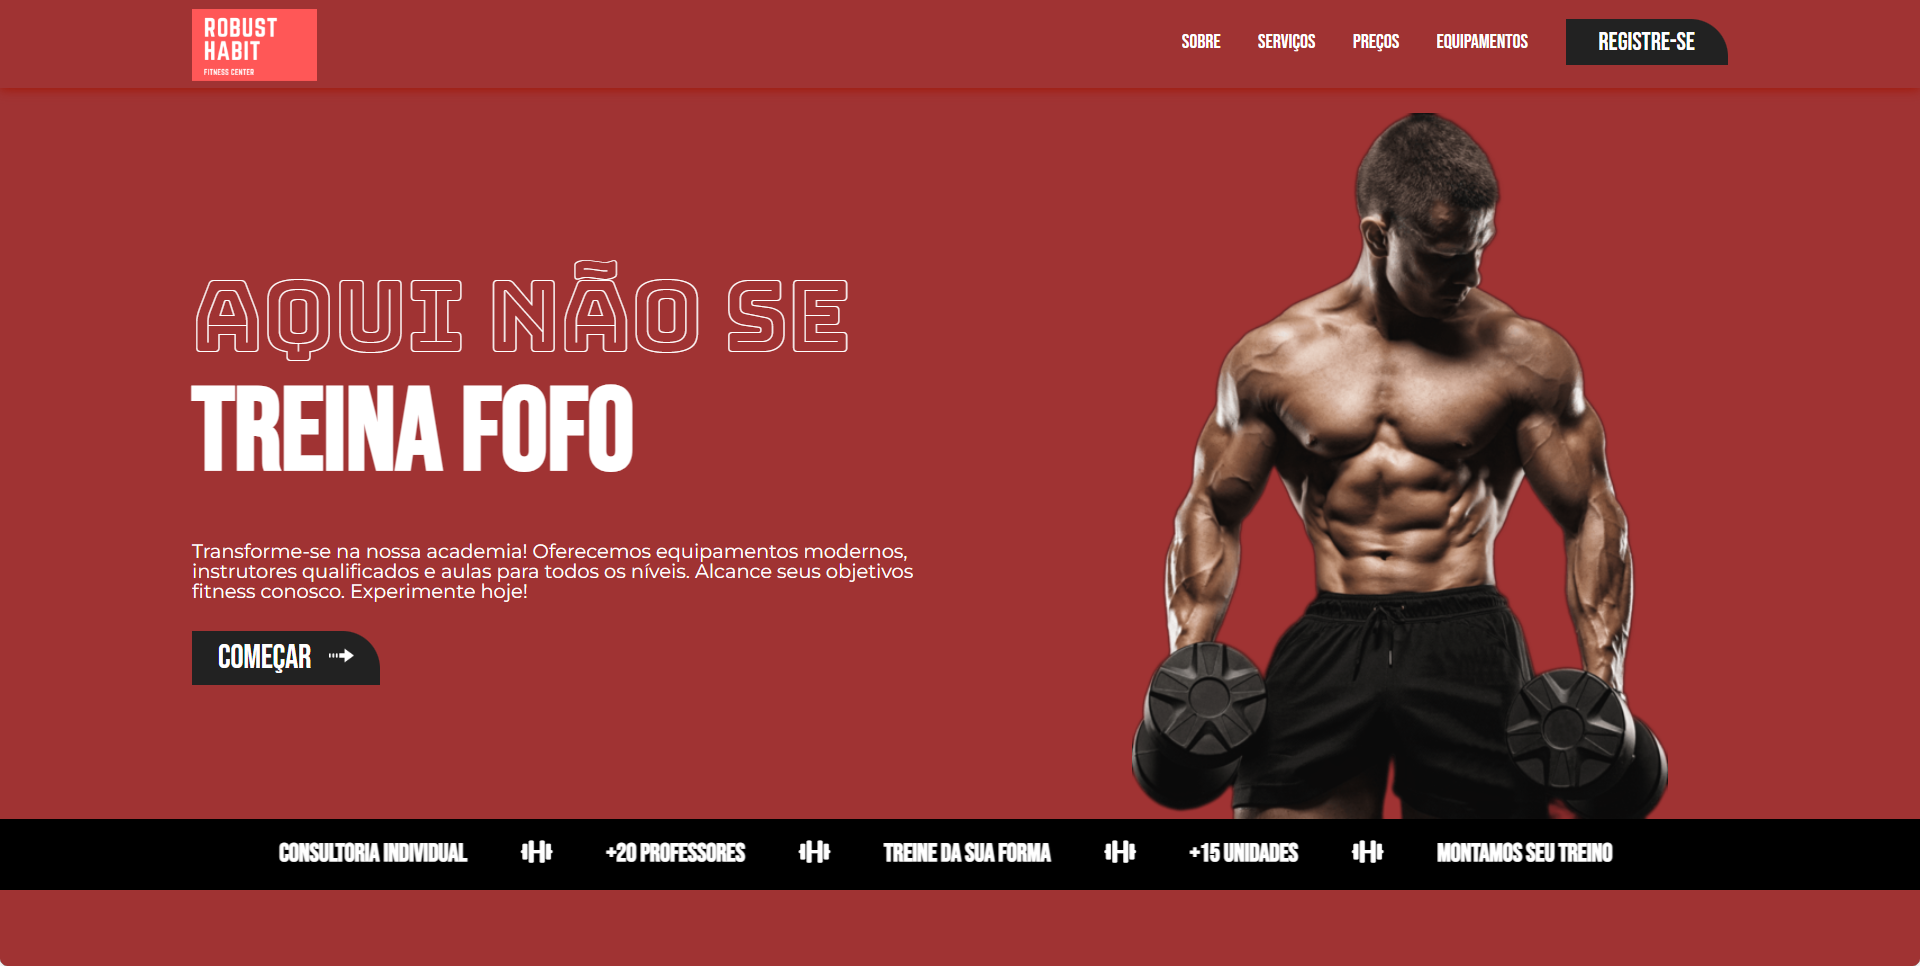 ROBUST
HABIT
FITNESS CENTER
SOBRE
SERVIÇOS
PREÇOS
EQUIPAMENTOS
REGISTRE-SE
AQUI NÃO SE
TREINA FOFO
Transforme-se na nossa academia! Oferecemos equipamentos modernos,
instrutores qualificados e aulas para todos os níveis. Alcance seus objetivos
fitness conosco. Experimente hoje!
COMEÇAR
CONSULTORIA INDIVIDUAL
+20 PROFESSORES
TREINE DA SUA FORMA
+15 UNIDADES
MONTAMOS SEU TREINO